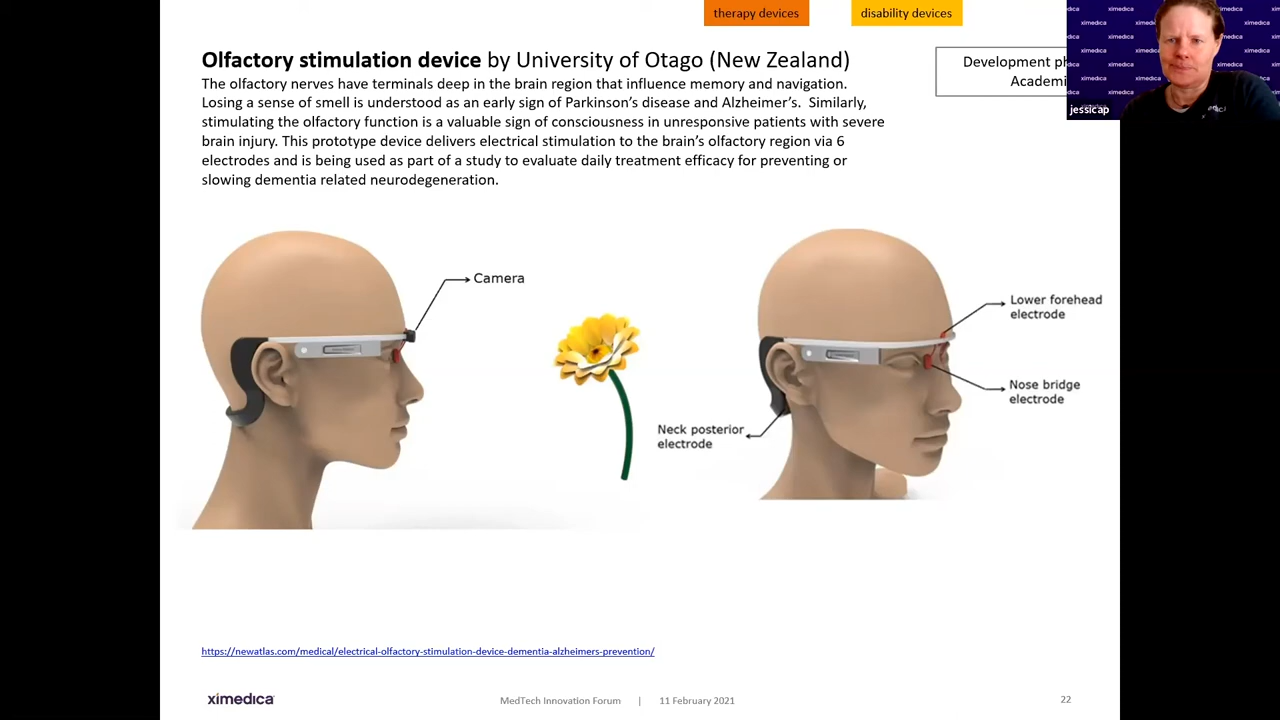 therapy devices
disability devices
Olfactory stimulation device by University of Otago (New Zealand)
The olfactory nerves have terminals deep in the brain region that influence memory and navigation.
Losing a sense of smell is understood as an early sign of Parkinson's disease and Alzheimer's. Similarly,
stimulating the olfactory function is a valuable sign of consciousness in unresponsive patients with severe
brain injury. This prototype device delivers electrical stimulation to the brain's olfactory region via 6
electrodes and is being used as part of a study to evaluate daily treatment efficacy for preventing or
slowing dementia related neurodegeneration.
Development
ximedica
jessicap
Camera
Lower forehead
electrode
Nose bridge
electrode
Neck posterior
electrode
https://newatlas.com/medical/electrical-olfactory-stimulation-device-dementia-alzheimers-prevention/
ximedica
MedTech Innovation Forum | 11 February 2021
22